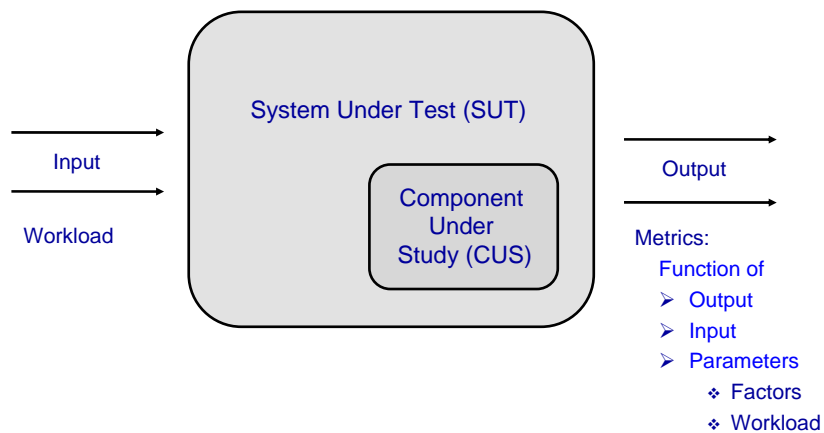 System Under Test (SUT)
Input
Workload
Component
Under
Study (CUS)
Output
Metrics:
Function of
➢ Output
➢ Input
➢ Parameters
❖ Factors
❖ Workload